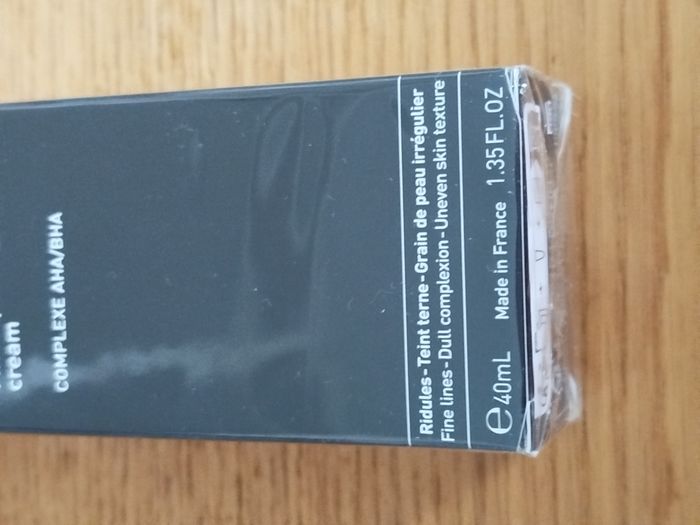 cream
COMPLEXE AHA/BHA
Ridules - Teint terne - Grain de peau irrégulier
Fine lines - Dull complexion - Uneven skin texture
℮ 40mL Made in France 1.35 FL.OZ